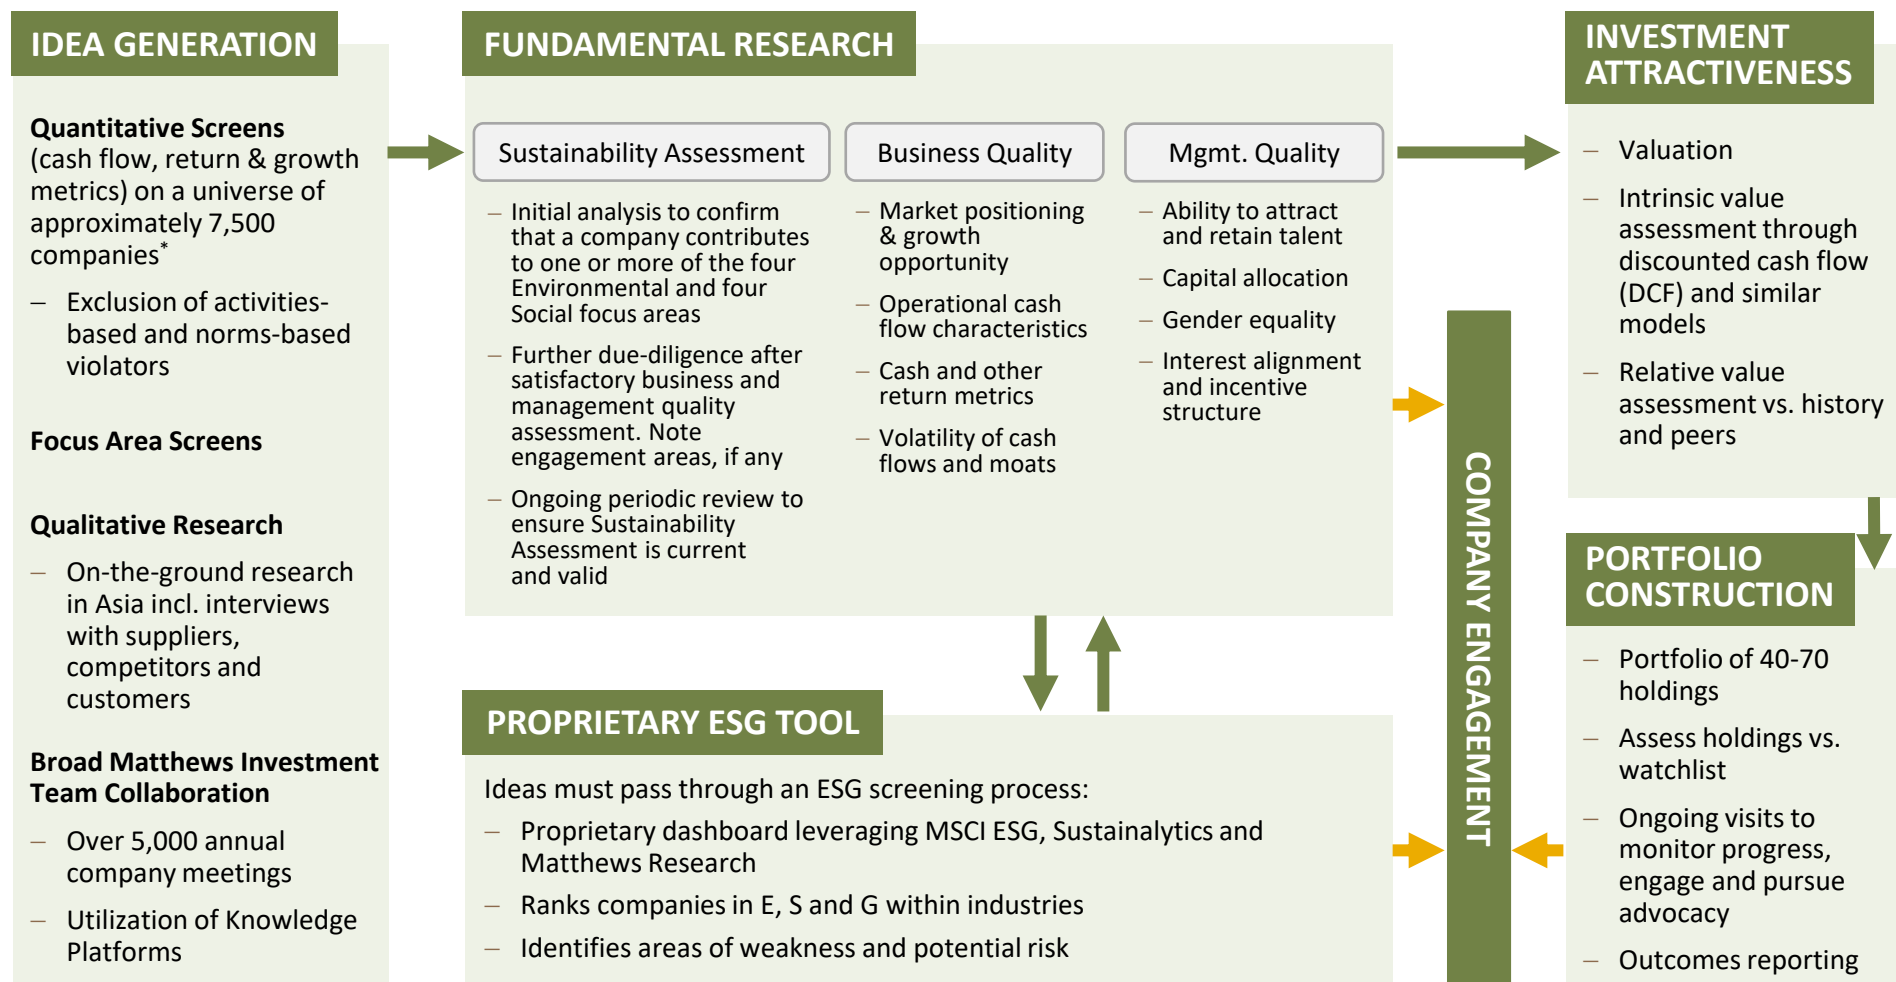 IDEA GENERATION
Quantitative Screens
(cash flow, return & growth
metrics) on a universe of
approximately 7,500
companies*
– Exclusion of activities-
based and norms-based
violators
Focus Area Screens
Qualitative Research
– On-the-ground research
in Asia incl. interviews
with suppliers,
competitors and
customers
Broad Matthews Investment
Team Collaboration
– Over 5,000 annual
company meetings
– Utilization of Knowledge
Platforms
FUNDAMENTAL RESEARCH
Sustainability Assessment
– Initial analysis to confirm
that a company contributes
to one or more of the four
Environmental and four
Social focus areas
– Further due-diligence after
satisfactory business and
management quality
assessment. Note
engagement areas, if any
– Ongoing periodic review to
ensure Sustainability
Assessment is current
and valid
Business Quality
– Market positioning
& growth
opportunity
– Operational cash
flow characteristics
– Cash and other
return metrics
– Volatility of cash
flows and moats
Mgmt. Quality
– Ability to attract
and retain talent
– Capital allocation
– Gender equality
– Interest alignment
and incentive
structure
PROPRIETARY ESG TOOL
Ideas must pass through an ESG screening process:
– Proprietary dashboard leveraging MSCI ESG, Sustainalytics and
Matthews Research
– Ranks companies in E, S and G within industries
– Identifies areas of weakness and potential risk
COMPANY ENGAGEMENT
INVESTMENT
ATTRACTIVENESS
– Valuation
– Intrinsic value
assessment through
discounted cash flow
(DCF) and similar
models
– Relative value
assessment vs. history
and peers
PORTFOLIO
CONSTRUCTION
– Portfolio of 40-70
holdings
– Assess holdings vs.
watchlist
– Ongoing visits to
monitor progress,
engage and pursue
advocacy
– Outcomes reporting